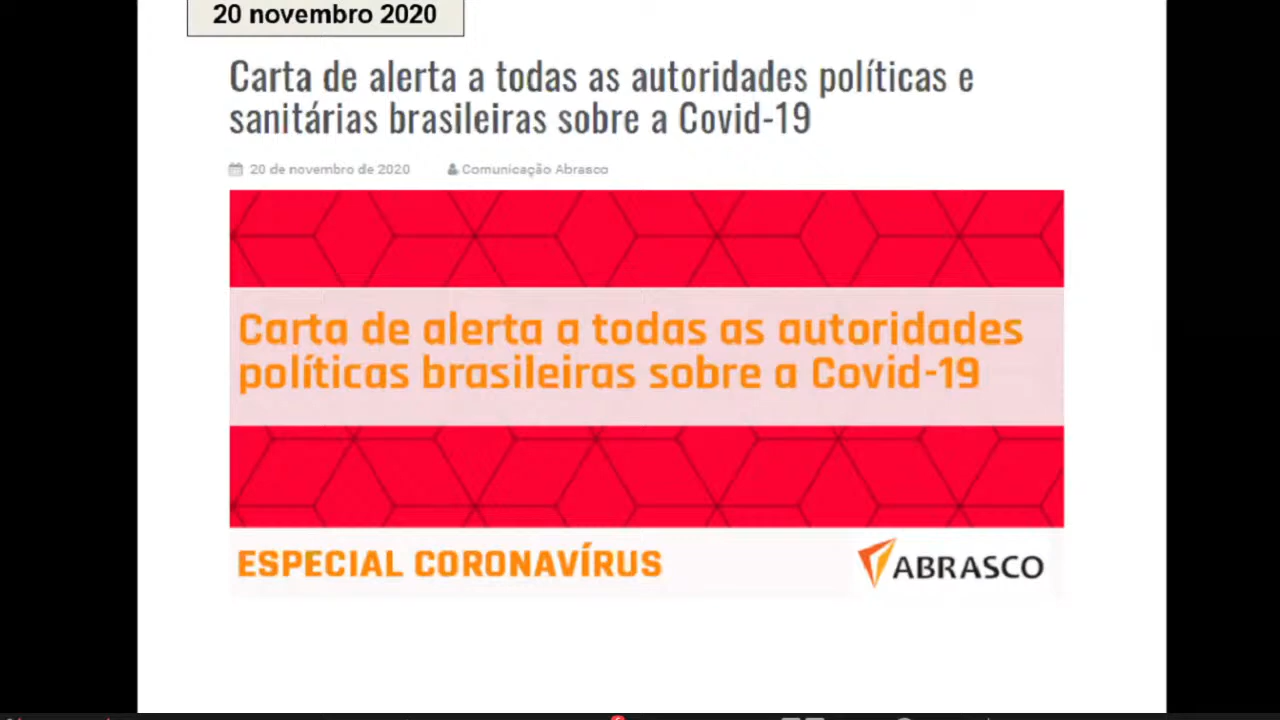 20 novembro 2020
Carta de alerta a todas as autoridades políticas e
sanitárias brasileiras sobre a Covid-19
20 de novembro de 2020 Comunicação Abrasco
Carta de alerta a todas as autoridades
políticas brasileiras sobre a Covid-19
ESPECIAL CORONAVÍRUS
ABRASCO